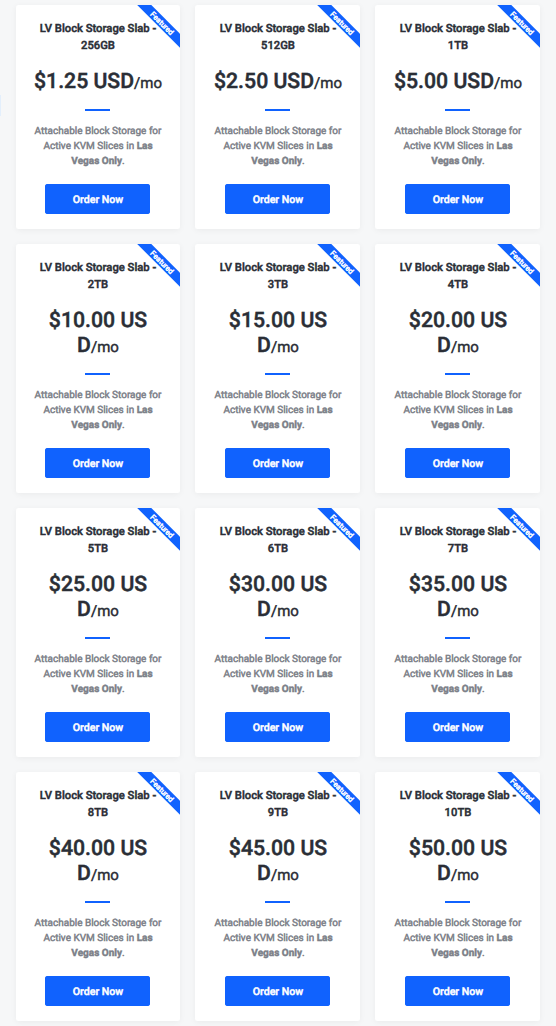 Featured
LV Block Storage Slab -
256GB
$1.25 USD/mo
Attachable Block Storage for
Active KVM Slices in Las
Vegas Only.
Order Now
Featured
LV Block Storage Slab -
512GB
$2.50 USD/mo
Attachable Block Storage for
Active KVM Slices in Las
Vegas Only.
Order Now
Featured
LV Block Storage Slab -
1TB
$5.00 USD/mo
Attachable Block Storage for
Active KVM Slices in Las
Vegas Only.
Order Now
Featured
LV Block Storage Slab -
2TB
$10.00 US
D/mo
Attachable Block Storage for
Active KVM Slices in Las
Vegas Only.
Order Now
Featured
LV Block Storage Slab -
3TB
$15.00 US
D/mo
Attachable Block Storage for
Active KVM Slices in Las
Vegas Only.
Order Now
Featured
LV Block Storage Slab -
4TB
$20.00 US
D/mo
Attachable Block Storage for
Active KVM Slices in Las
Vegas Only.
Order Now
Featured
LV Block Storage Slab -
5TB
$25.00 US
D/mo
Attachable Block Storage for
Active KVM Slices in Las
Vegas Only.
Order Now
Featured
LV Block Storage Slab -
6TB
$30.00 US
D/mo
Attachable Block Storage for
Active KVM Slices in Las
Vegas Only.
Order Now
Featured
LV Block Storage Slab -
7TB
$35.00 US
D/mo
Attachable Block Storage for
Active KVM Slices in Las
Vegas Only.
Order Now
Featured
LV Block Storage Slab -
8TB
$40.00 US
D/mo
Attachable Block Storage for
Active KVM Slices in Las
Vegas Only.
Order Now
Featured
LV Block Storage Slab -
9TB
$45.00 US
D/mo
Attachable Block Storage for
Active KVM Slices in Las
Vegas Only.
Order Now
Featured
LV Block Storage Slab -
10TB
$50.00 US
D/mo
Attachable Block Storage for
Active KVM Slices in Las
Vegas Only.
Order Now